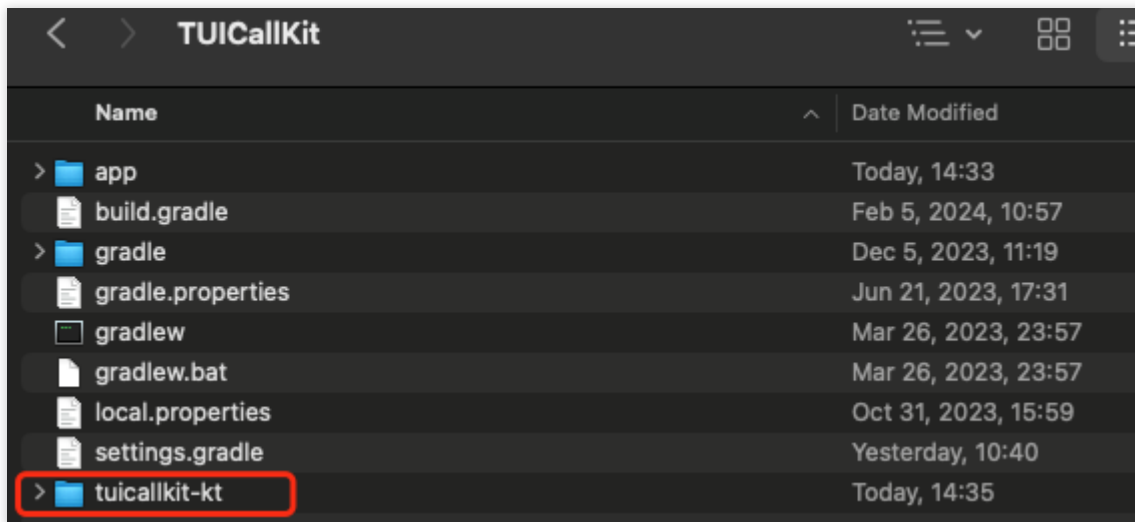 TUICallKit
Name Date Modified
app Today, 14:33
build.gradle Feb 5, 2024, 10:57
gradle Dec 5, 2023, 11:19
gradle.properties Jun 21, 2023, 17:31
gradlew Mar 26, 2023, 23:57
gradlew.bat Mar 26, 2023, 23:57
local.properties Oct 31, 2023, 15:59
settings.gradle Yesterday, 10:40
tuicallkit-kt Today, 14:35